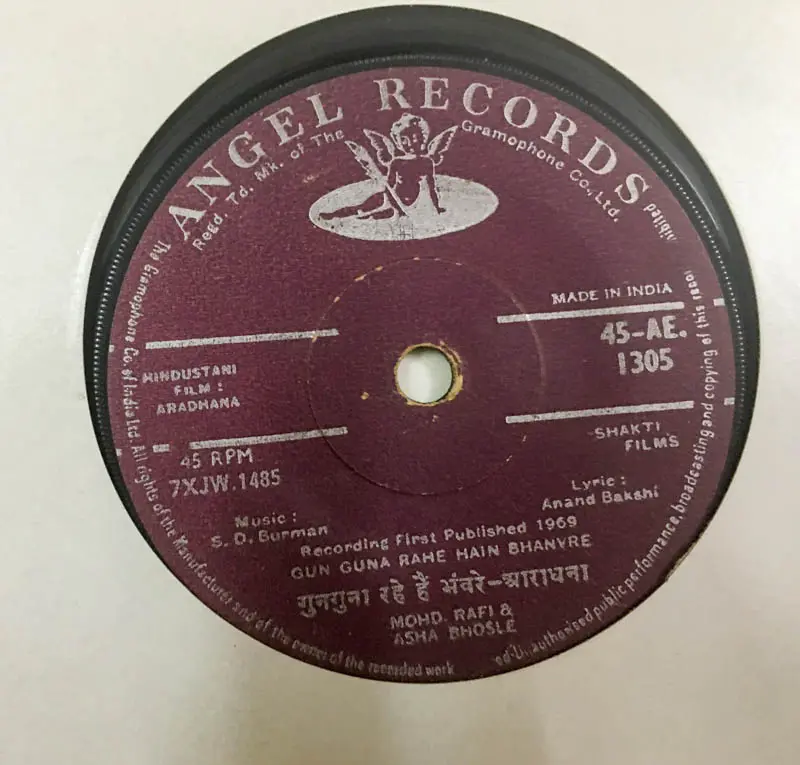 ANGEL RECORDS
Regd. Td. Mk. of The Gramophone Co., Ltd.
MADE IN INDIA
45-AE.
1305
HINDUSTANI
FILM :
ARADHANA
SHAKTI
FILMS
45 RPM
7XJW.1485
Music :
S. D. Burman
Lyric :
Anand Bakshi
Recording First Published 1969
GUN GUNA RAHE HAIN BHANVRE
गुनगुना रहे हैं भंवरे-श्राराधना
MOHD. RAFI &
ASHA BHOSLE
The Gramophone Co. of India Ltd. All rights of the Manufacturer and of the owner of the recorded work
ed-Unauthorised public performance, broadcasting and copying of this